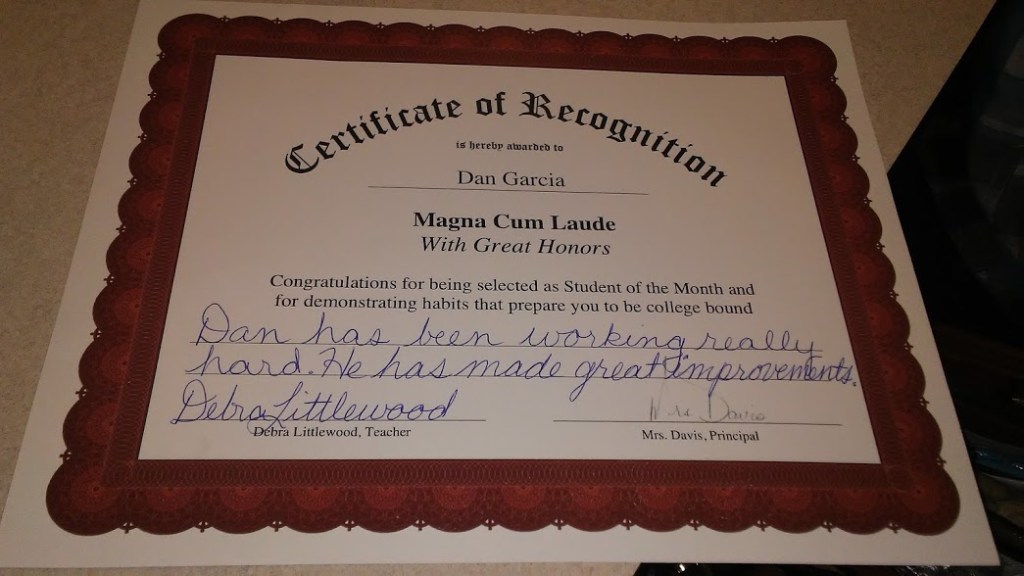 Certificate of Recognition
is hereby awarded to
Dan Garcia
Magna Cum Laude
With Great Honors
Congratulations for being selected as Student of the Month and
for demonstrating habits that prepare you to be college bound
Dan has been working really
hard. He has made great improvements.
Debra Littlewood
Debra Littlewood, Teacher
Davis
Mrs. Davis, Principal